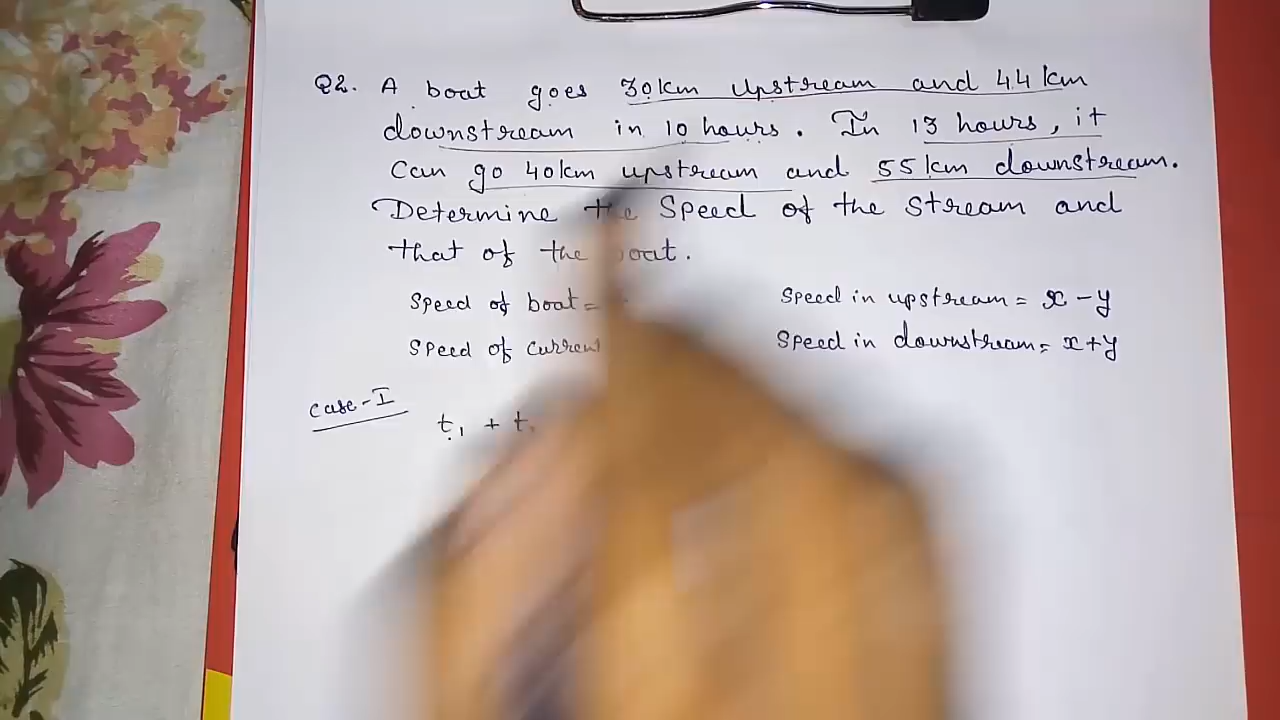 Q2. A boat goes 30km upstream and 44km
downstream in 10 hours. In 13 hours, it
Can go 40km upstream and 55km downstream.
Determine the Speed of the Stream and
that of the boat.
Speed of boat =
Speed in upstream = x - y
Speed of current
Speed in downstream = x + y
Case-I
t₁ + t